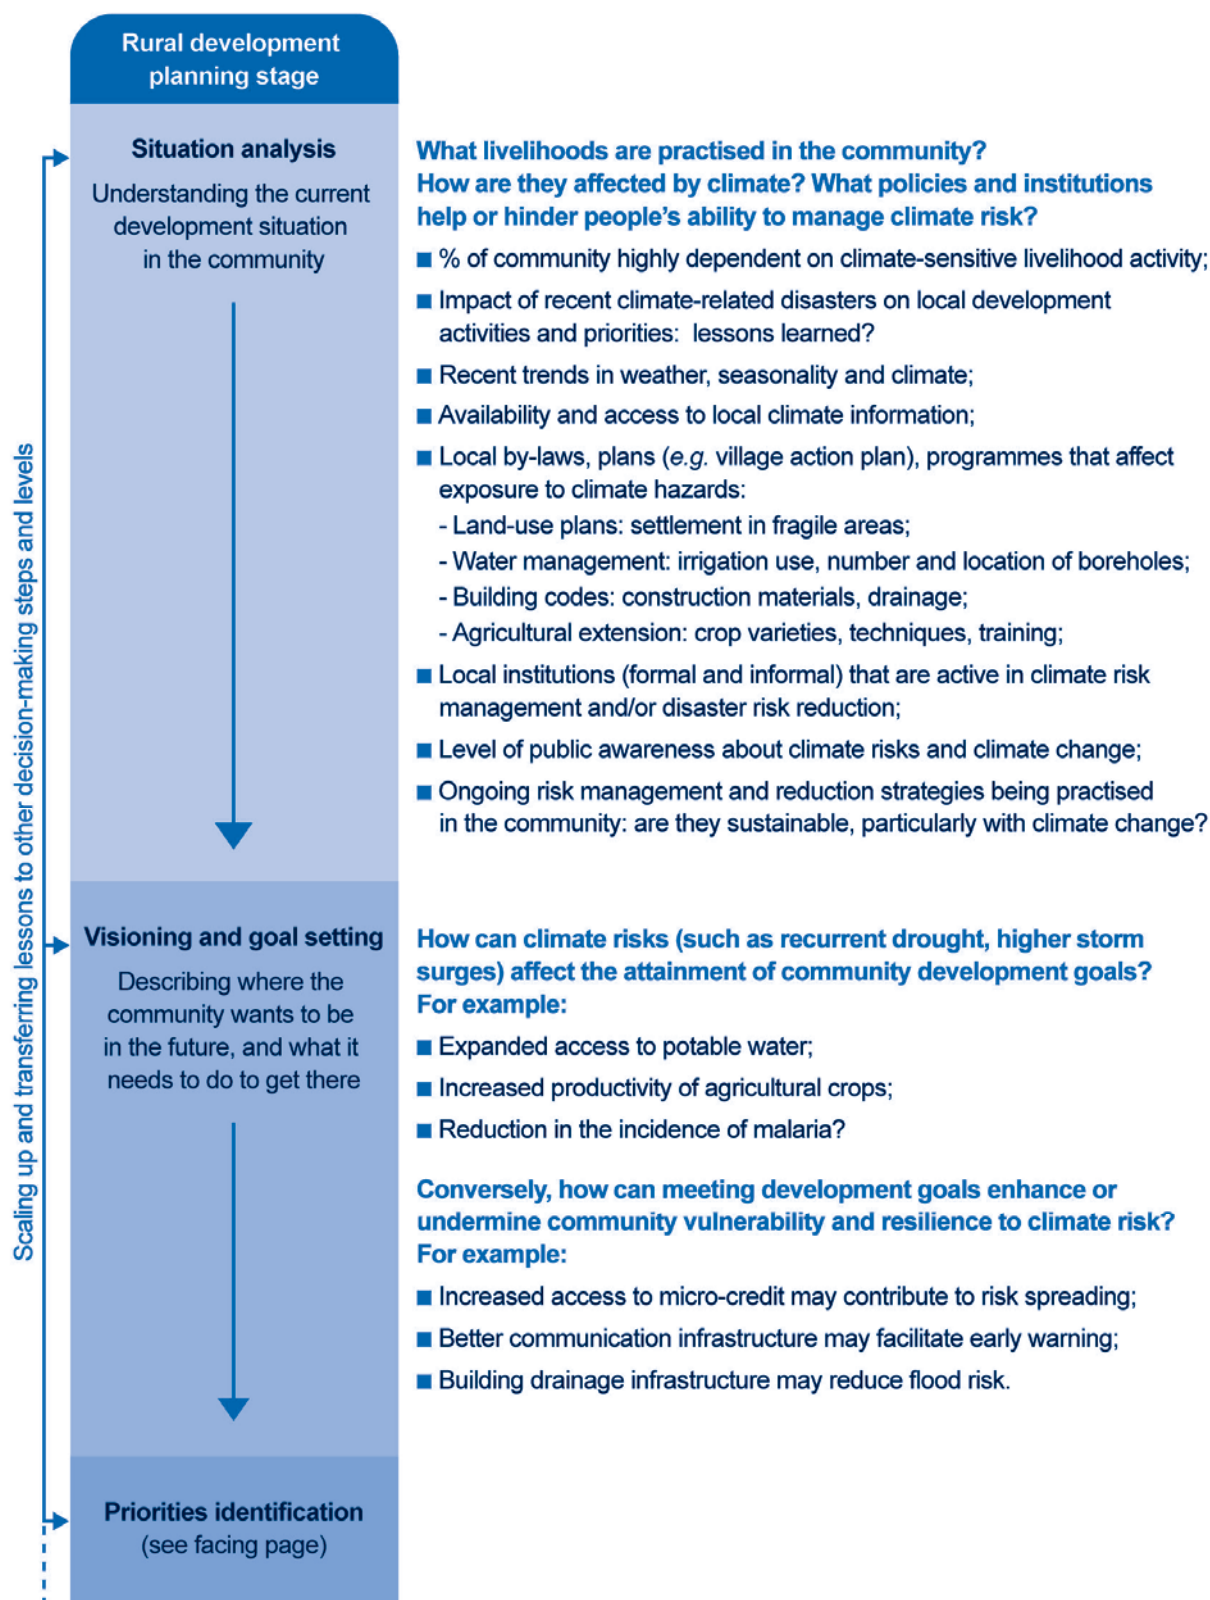 Rural development
planning stage
Scaling up and transferring lessons to other decision-making steps and levels
Situation analysis
Understanding the current
development situation
in the community
What livelihoods are practised in the community?
How are they affected by climate? What policies and institutions
help or hinder people's ability to manage climate risk?
■ % of community highly dependent on climate-sensitive livelihood activity;
■ Impact of recent climate-related disasters on local development
activities and priorities: lessons learned?
■ Recent trends in weather, seasonality and climate;
■ Availability and access to local climate information;
■ Local by-laws, plans (e.g. village action plan), programmes that affect
exposure to climate hazards:
- Land-use plans: settlement in fragile areas;
- Water management: irrigation use, number and location of boreholes;
- Building codes: construction materials, drainage;
- Agricultural extension: crop varieties, techniques, training;
■ Local institutions (formal and informal) that are active in climate risk
management and/or disaster risk reduction;
■ Level of public awareness about climate risks and climate change;
■ Ongoing risk management and reduction strategies being practised
in the community: are they sustainable, particularly with climate change?
Visioning and goal setting
Describing where the
community wants to be
in the future, and what it
needs to do to get there
How can climate risks (such as recurrent drought, higher storm
surges) affect the attainment of community development goals?
For example:
■ Expanded access to potable water;
■ Increased productivity of agricultural crops;
■ Reduction in the incidence of malaria?
Conversely, how can meeting development goals enhance or
undermine community vulnerability and resilience to climate risk?
For example:
■ Increased access to micro-credit may contribute to risk spreading;
■ Better communication infrastructure may facilitate early warning;
■ Building drainage infrastructure may reduce flood risk.
Priorities identification
(see facing page)